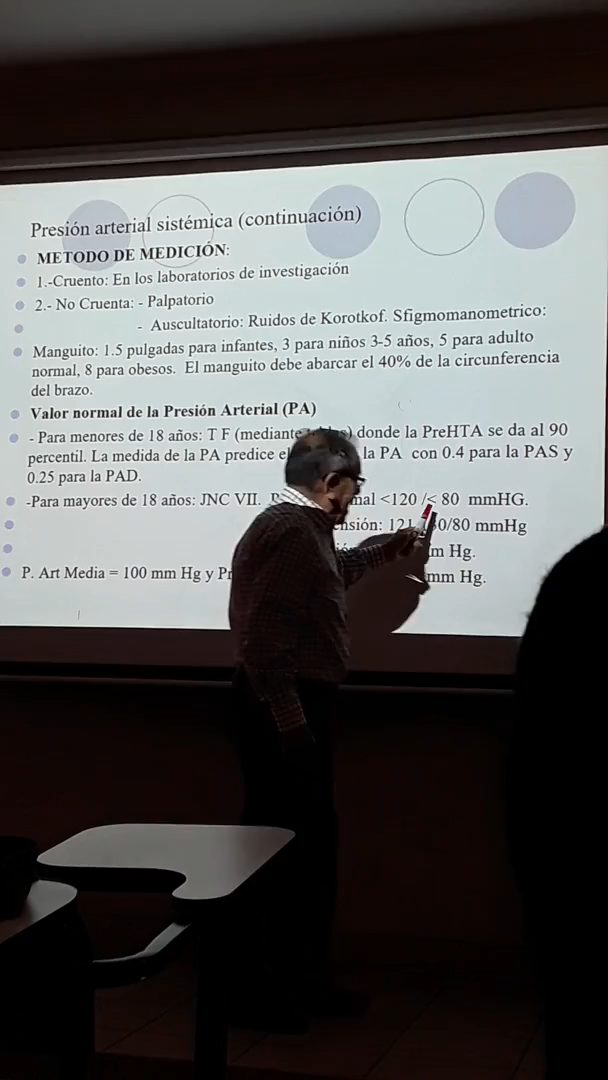 Presión arterial sistémica (continuación)
METODO DE MEDICIÓN:
1.-Cruento: En los laboratorios de investigación
2.- No Cruenta: - Palpatorio
- Auscultatorio: Ruidos de Korotkof. Sfigmomanometrico:
Manguito: 1.5 pulgadas para infantes, 3 para niños 3-5 años, 5 para adulto
normal, 8 para obesos. El manguito debe abarcar el 40% de la circunferencia
del brazo.
Valor normal de la Presión Arterial (PA)
- Para menores de 18 años: T F (mediante donde la PreHTA se da al 90
percentil. La medida de la PA predice la PA con 0.4 para la PAS y
0.25 para la PAD.
-Para mayores de 18 años: JNC VII. <120 /< 80 mmHG.
/80 mmHg
Hg.
P. Art Media = 100 mm Hg y mm Hg.